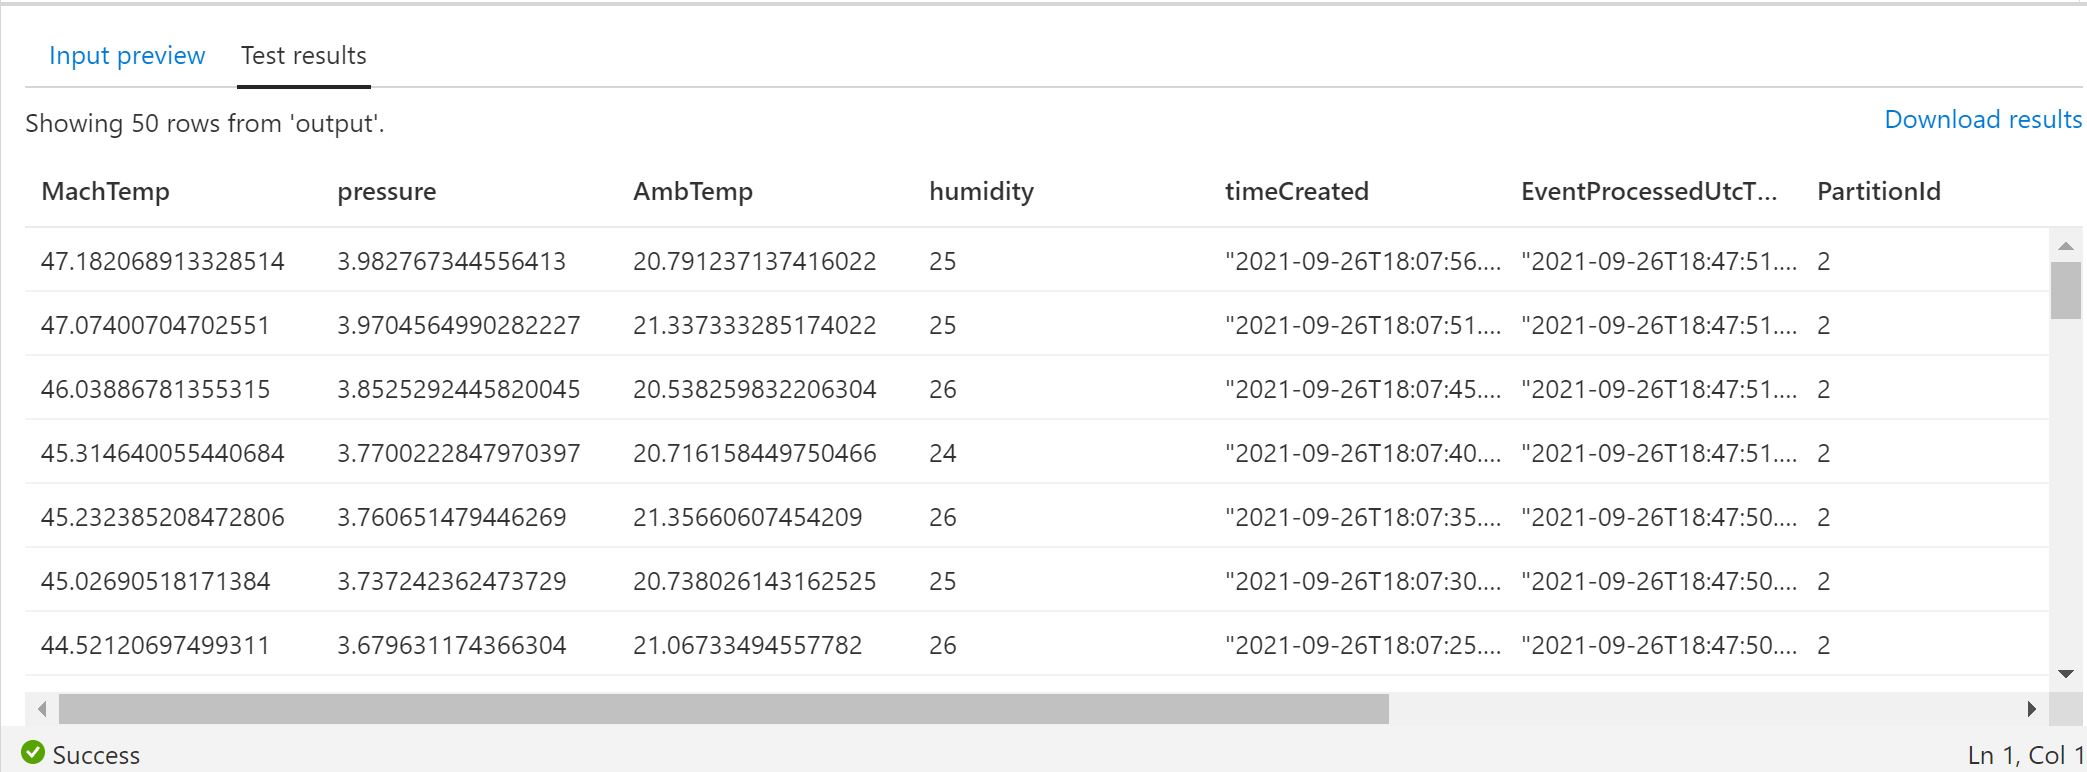 Input preview Test results
Showing 50 rows from 'output'. Download results
MachTemp pressure AmbTemp humidity timeCreated EventProcessedUtcT... PartitionId
47.182068913328514 3.982767344556413 20.791237137416022 25 "2021-09-26T18:07:56.... "2021-09-26T18:47:51.... 2
47.07400704702551 3.9704564990282227 21.337333285174022 25 "2021-09-26T18:07:51.... "2021-09-26T18:47:51.... 2
46.03886781355315 3.8525292445820045 20.538259832206304 26 "2021-09-26T18:07:45.... "2021-09-26T18:47:51.... 2
45.314640055440684 3.7700222847970397 20.716158449750466 24 "2021-09-26T18:07:40.... "2021-09-26T18:47:51.... 2
45.232385208472806 3.760651479446269 21.35660607454209 26 "2021-09-26T18:07:35.... "2021-09-26T18:47:50.... 2
45.02690518171384 3.737242362473729 20.738026143162525 25 "2021-09-26T18:07:30.... "2021-09-26T18:47:50.... 2
44.52120697499311 3.679631174366304 21.06733494557782 26 "2021-09-26T18:07:25.... "2021-09-26T18:47:50.... 2
Success Ln 1, Col 1